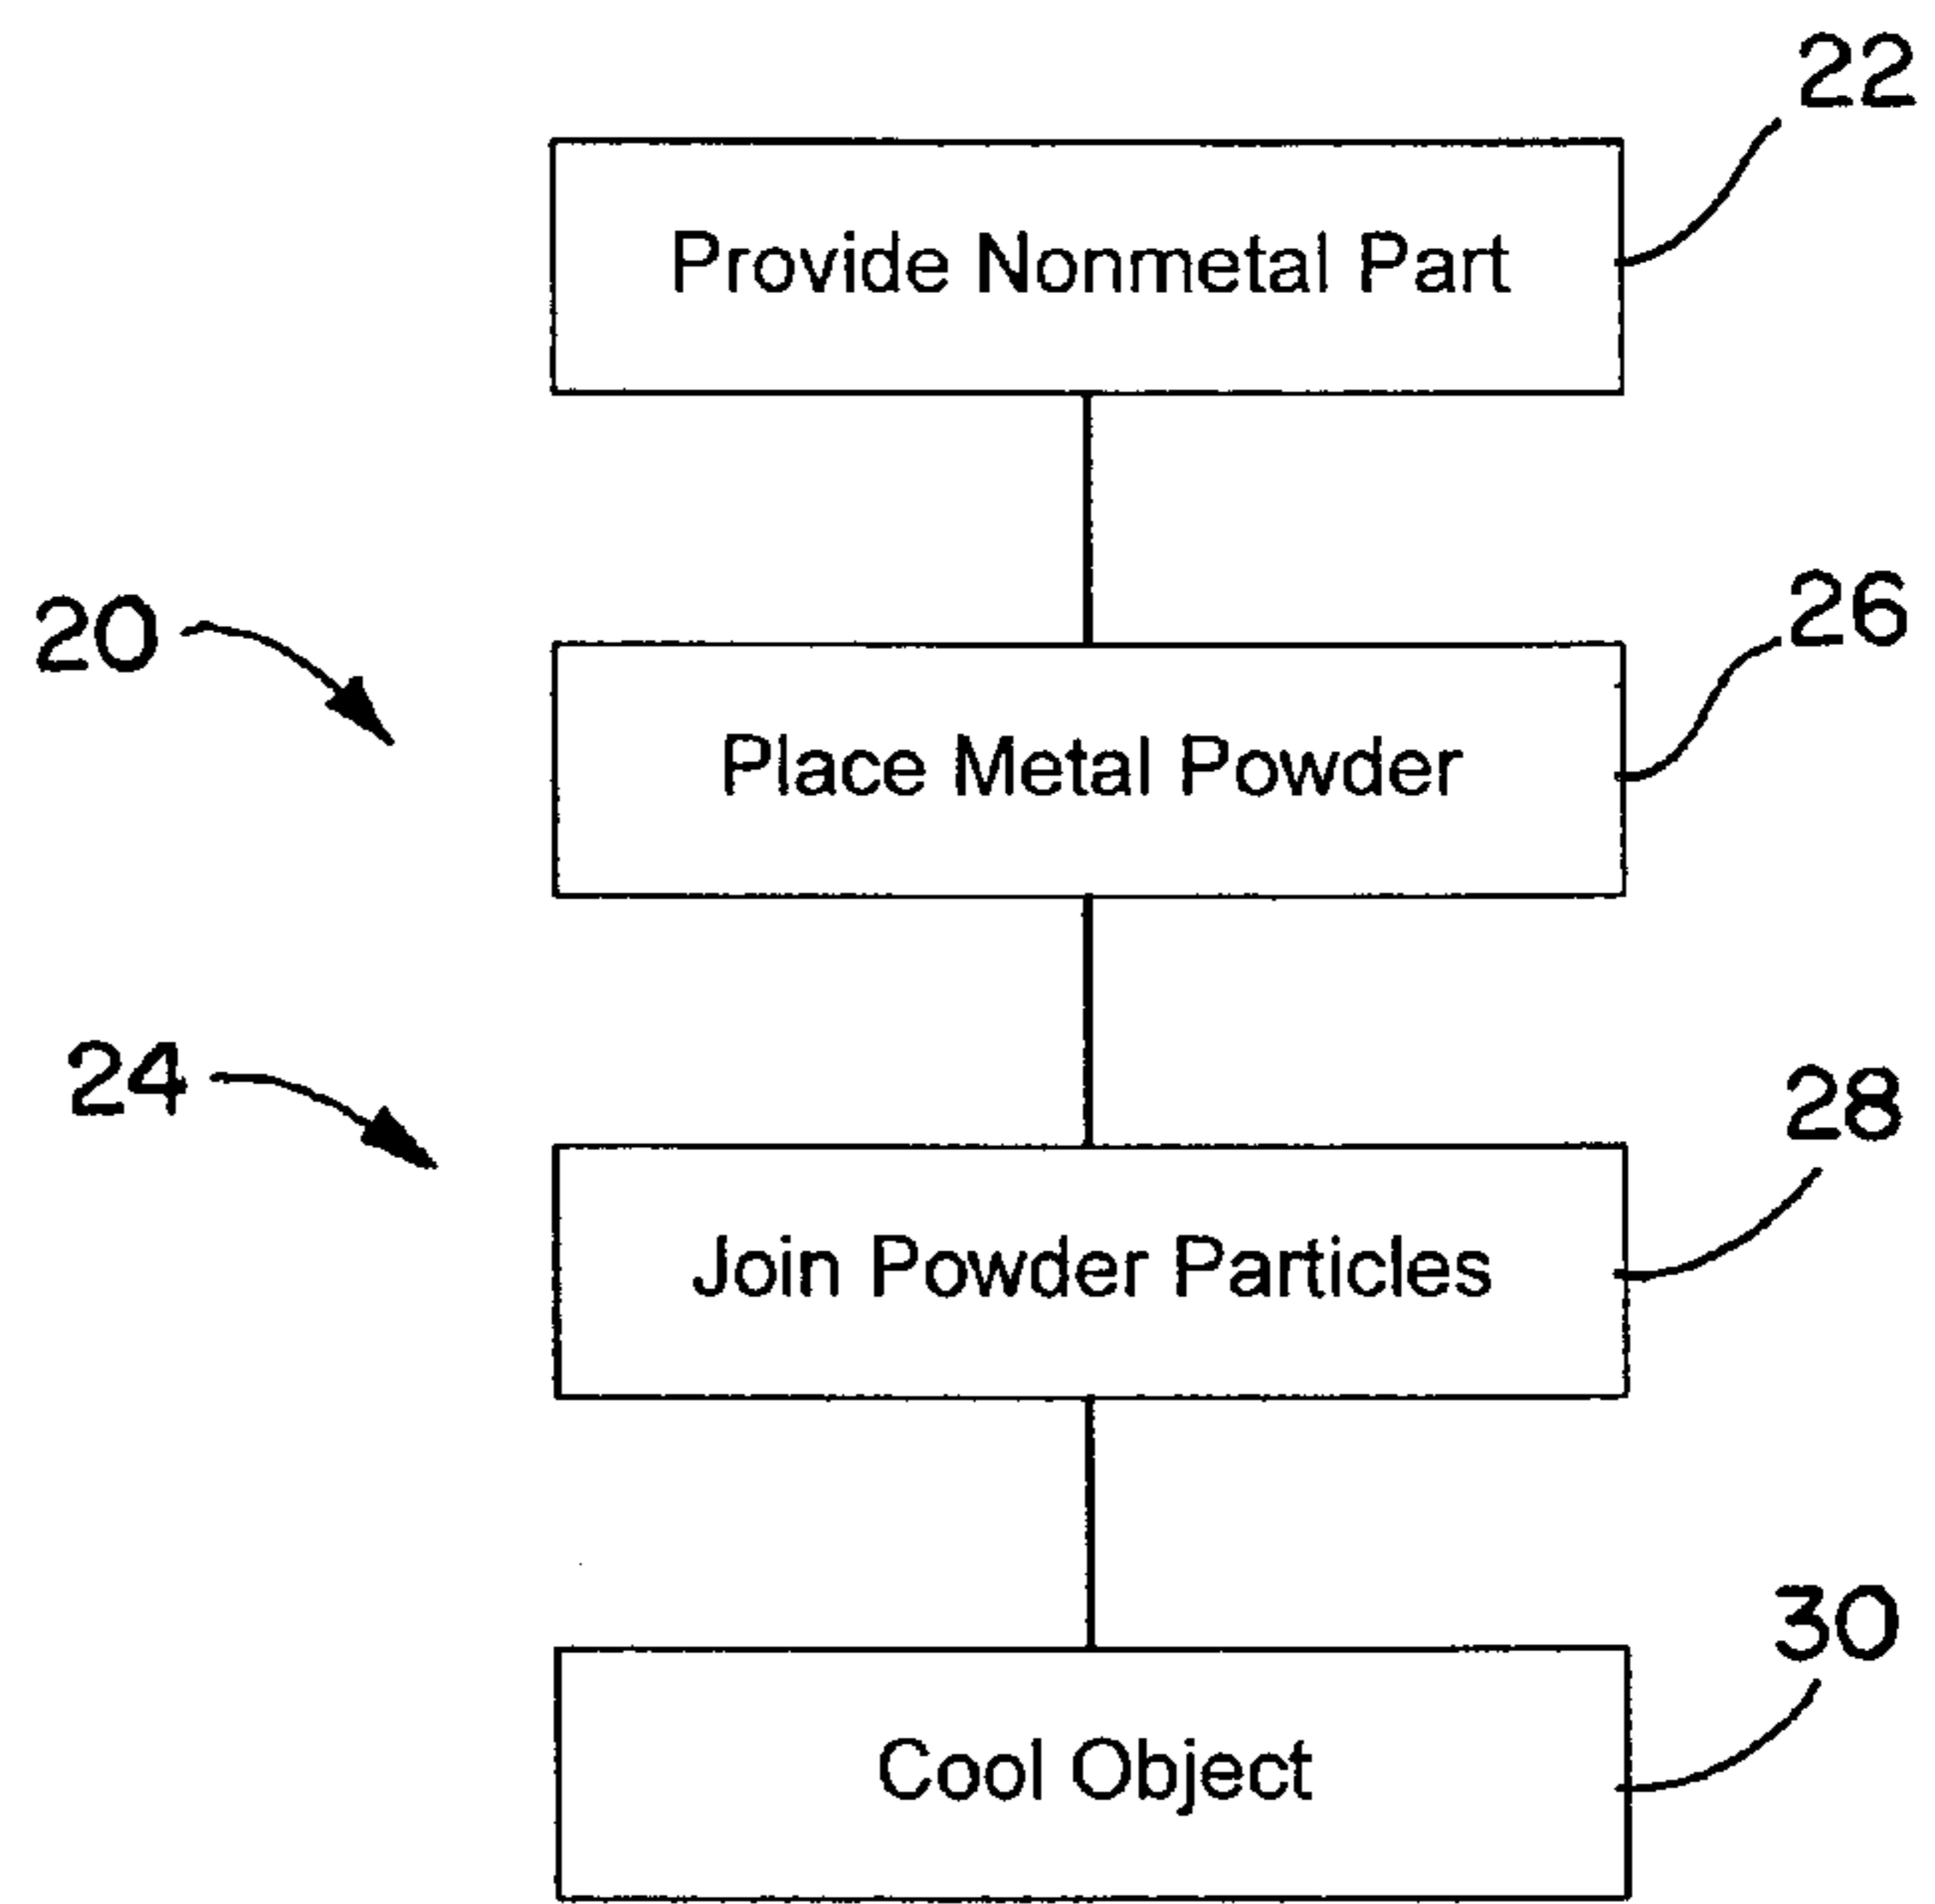 22
Provide Nonmetal Part
20
26
Place Metal Powder
24
28
Join Powder Particles
30
Cool Object